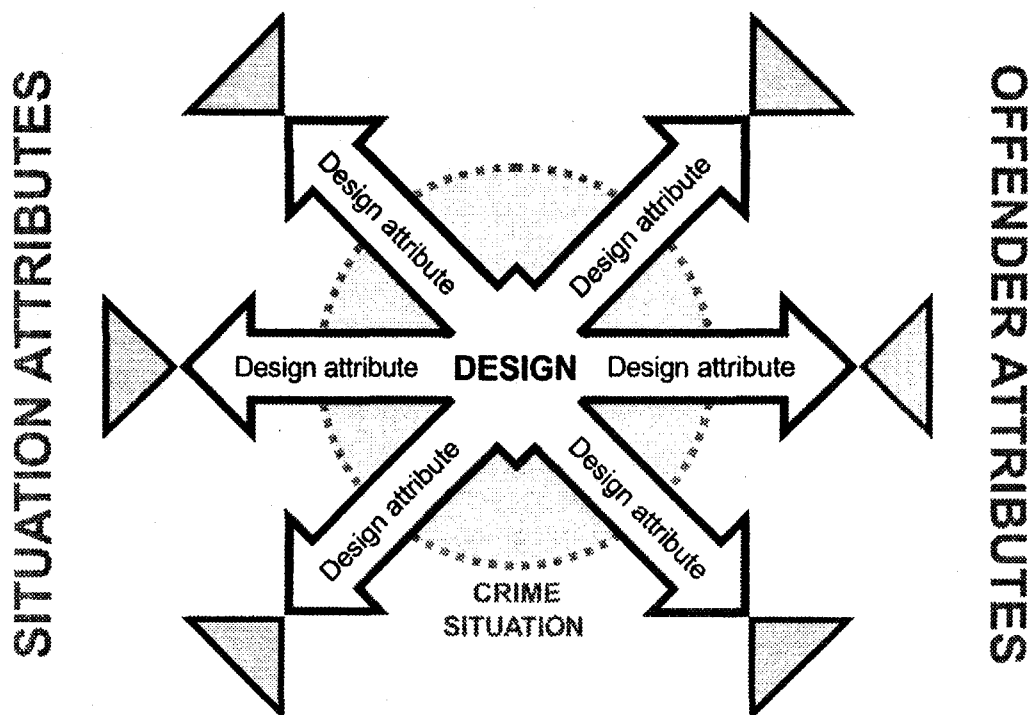 SITUATION ATTRIBUTES
Design attribute
Design attribute
Design attribute
DESIGN
Design attribute
Design attribute
Design attribute
CRIME
SITUATION
OFFENDER ATTRIBUTES